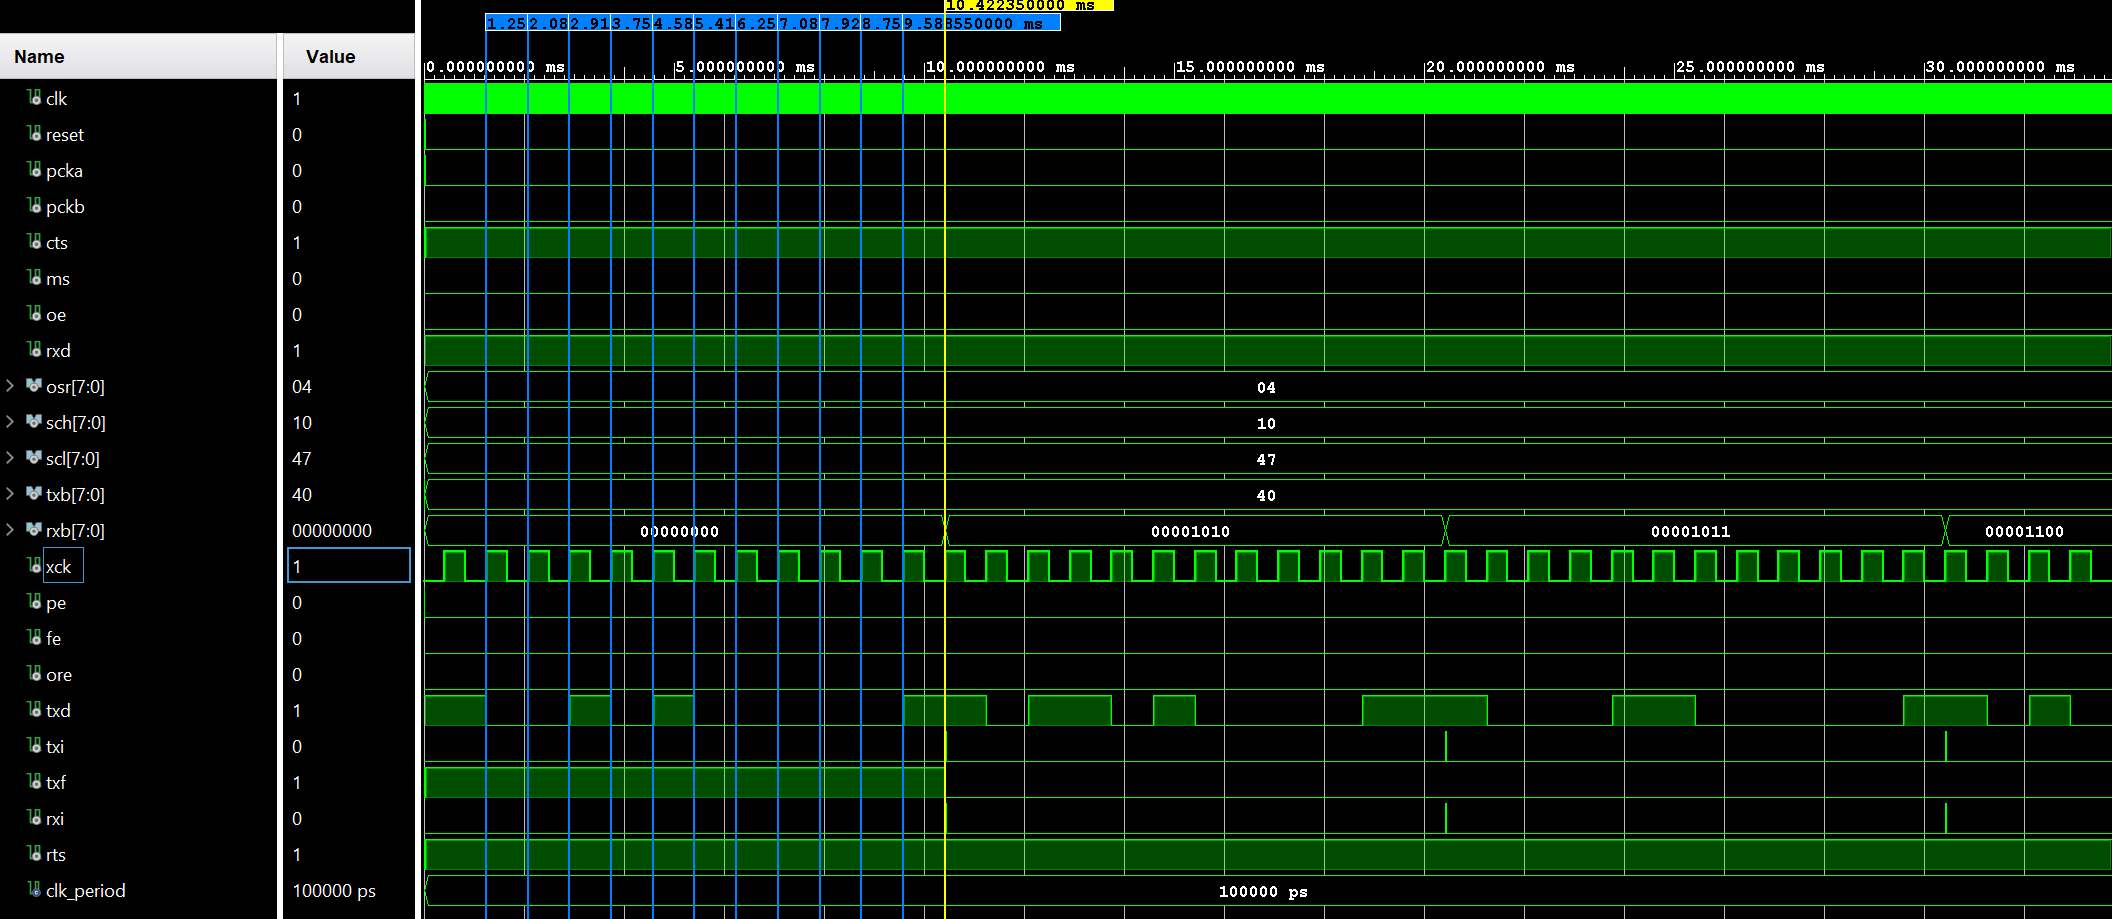 10.422350000 ms
1.25 2.08 2.91 3.75 4.58 5.41 6.25 7.08 7.92 8.75 9.58 3550000 ms
Name Value
0.000000000 ms 5.000000000 ms 10.000000000 ms 15.000000000 ms 20.000000000 ms 25.000000000 ms 30.000000000 ms
clk 1
reset 0
pcka 0
pckb 0
cts 1
ms 0
oe 0
rxd 1
osr[7:0] 04 04
sch[7:0] 10 10
scl[7:0] 47 47
txb[7:0] 40 40
rxb[7:0] 00000000 00000000 00001010 00001011 00001100
xck 1
pe 0
fe 0
ore 0
txd 1
txi 0
txf 1
rxi 0
rts 1
clk_period 100000 ps 100000 ps